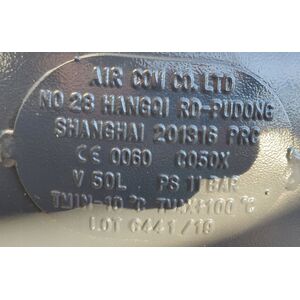 AIR COM CO. LTD
NO 28 HANGQI RD-PUDONG
SHANGHAI 201316 PRC
CE 0060 C050X
V 50L PS 11 BAR
TMIN-10 °C TMAX+100 °C
LOT C441/19